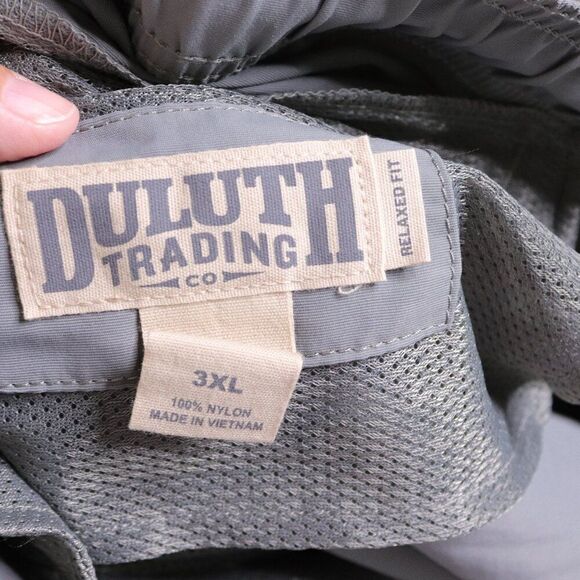 DULUTH
TRADING
CO
RELAXED FIT
3XL
100% NYLON
MADE IN VIETNAM